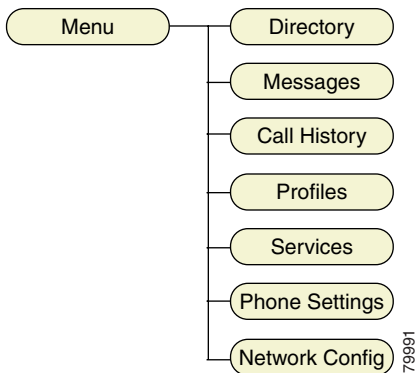 Menu
Directory
Messages
Call History
Profiles
Services
Phone Settings
Network Config
79991